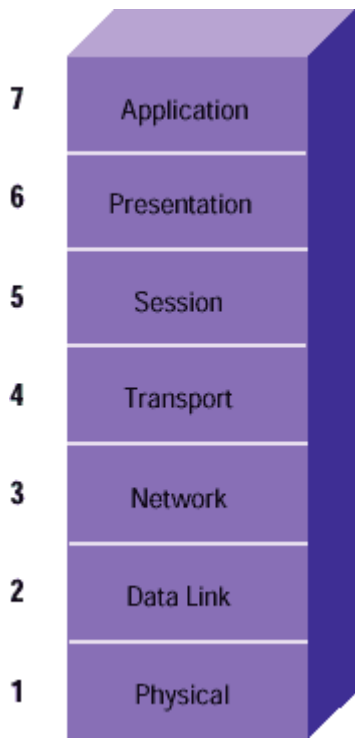 7 Application
6 Presentation
5 Session
4 Transport
3 Network
2 Data Link
1 Physical